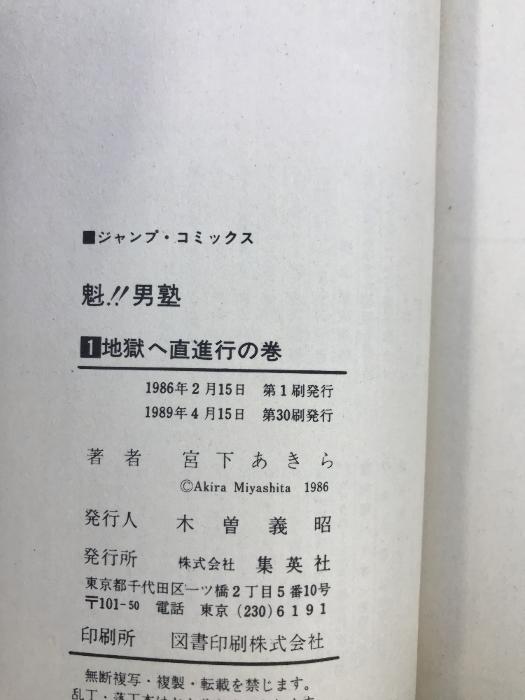 ■ジャンプ・コミックス
魁!!男塾
1地獄へ直進行の巻
1986年2月15日 第1刷発行
1989年4月15日 第30刷発行
著者 宮下あきら
©Akira Miyashita 1986
発行人 木曽義昭
発行所 株式会社 集英社
東京都千代田区一ツ橋2丁目5番10号
〒101-50 電話 東京(230)6191
印刷所 図書印刷株式会社
無断複写・複製・転載を禁じます。
乱丁・落丁本は